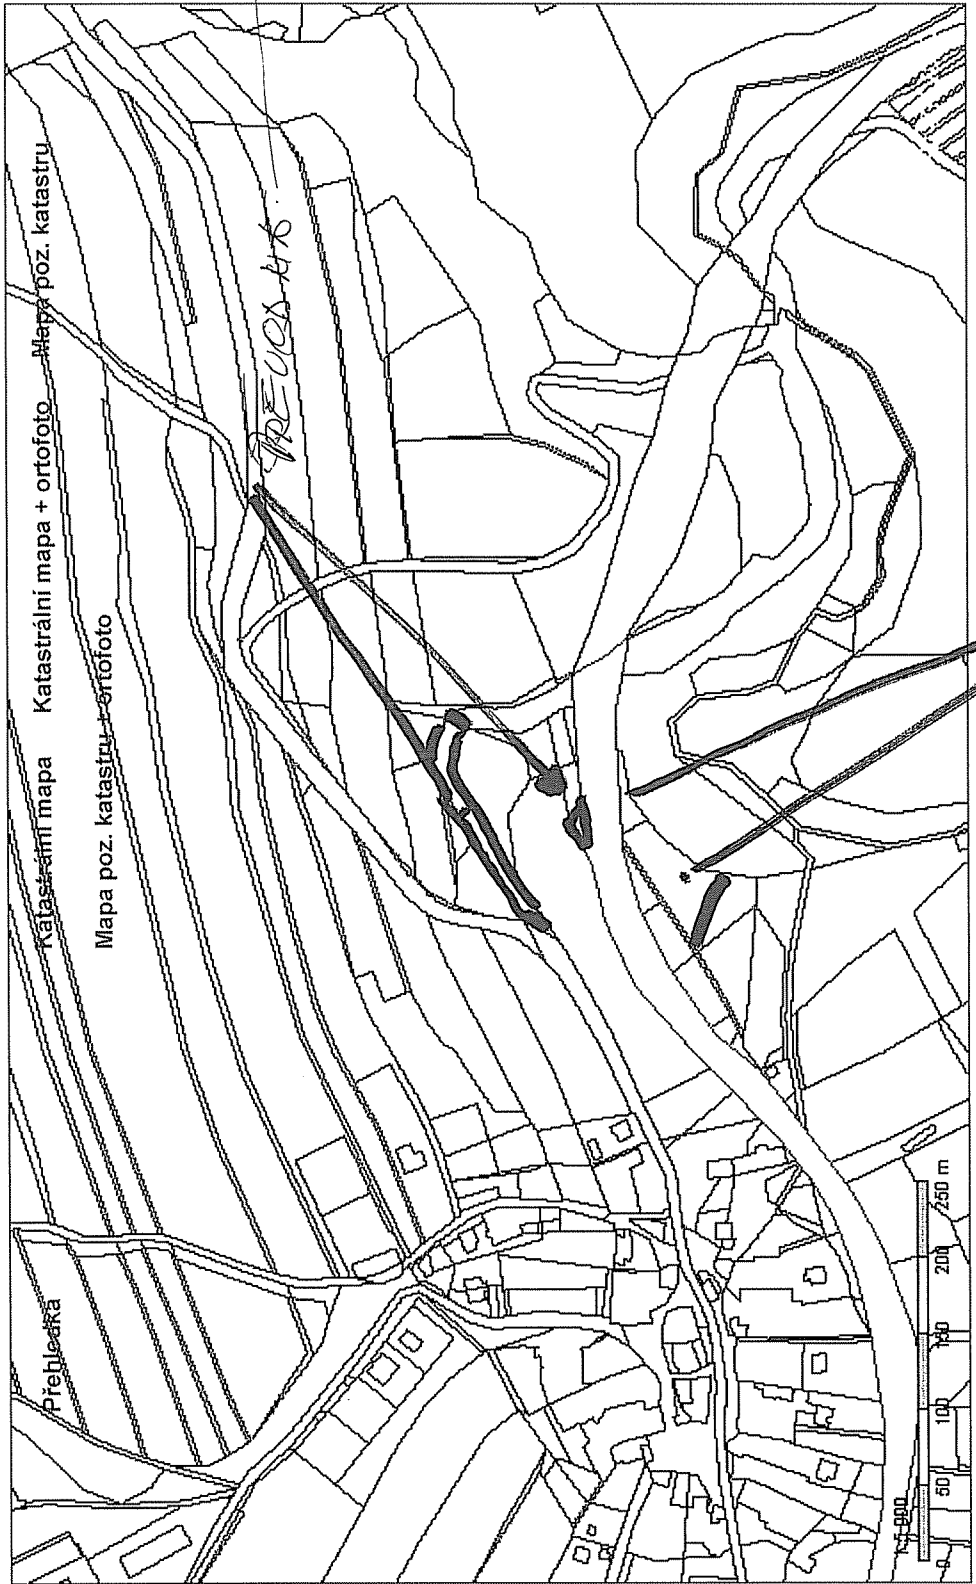 Přehledka
Katastrální mapa Katastrální mapa + ortofoto Mapa poz. katastru
Mapa poz. katastru + ortofoto
0 50 100 150 200 250 m